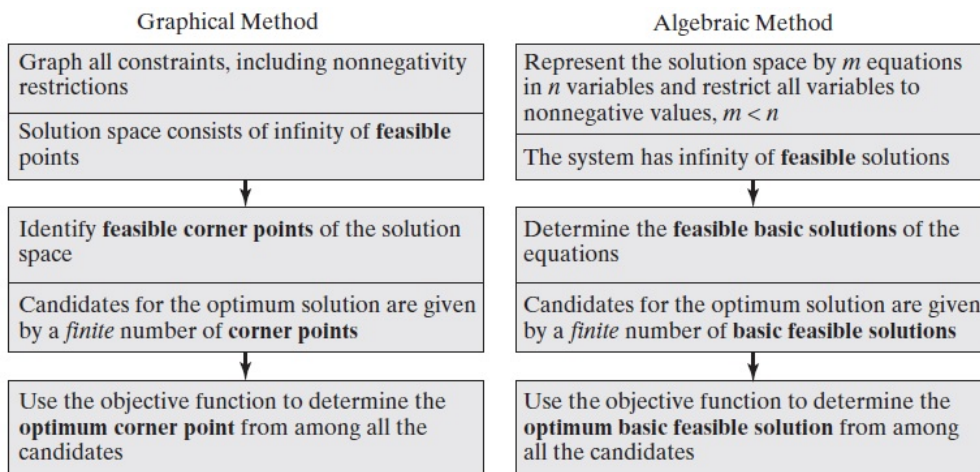 Graphical Method
Graph all constraints, including nonnegativity
restrictions
Solution space consists of infinity of feasible
points
Identify feasible corner points of the solution
space
Candidates for the optimum solution are given
by a finite number of corner points
Use the objective function to determine the
optimum corner point from among all the
candidates
Algebraic Method
Represent the solution space by m equations
in n variables and restrict all variables to
nonnegative values, m < n
The system has infinity of feasible solutions
Determine the feasible basic solutions of the
equations
Candidates for the optimum solution are given
by a finite number of basic feasible solutions
Use the objective function to determine the
optimum basic feasible solution from among
all the candidates